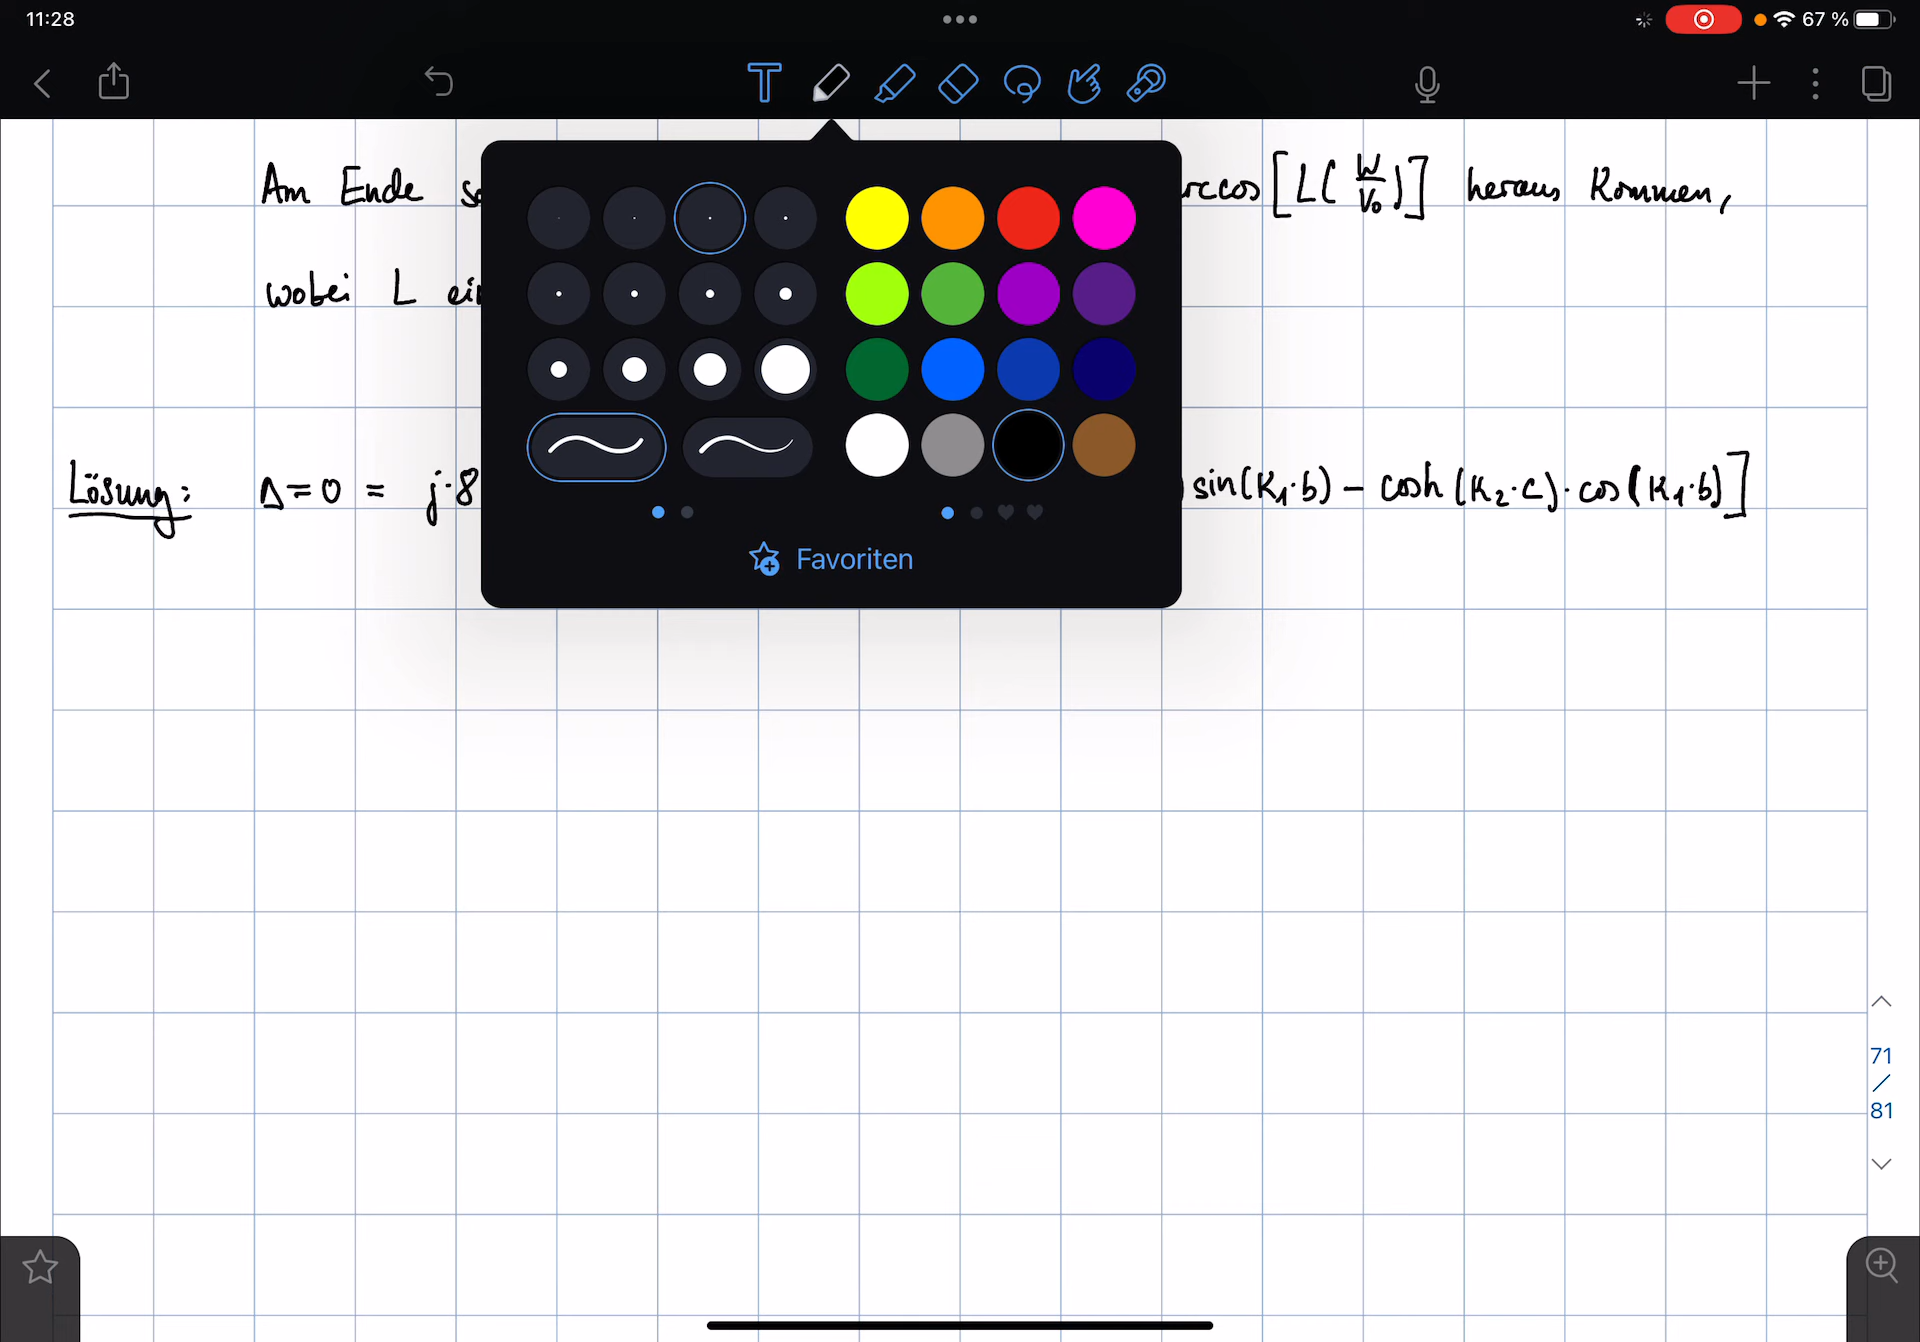 11:28
67 %
Am Ende
arccos [L( W/V₀ )] heraus kommen,
wobei L
Lösung: Δ=0 = j·8
sin(K₁·b) − cosh(K₂·c)·cos(K₁·b)]
Favoriten
71
/
81